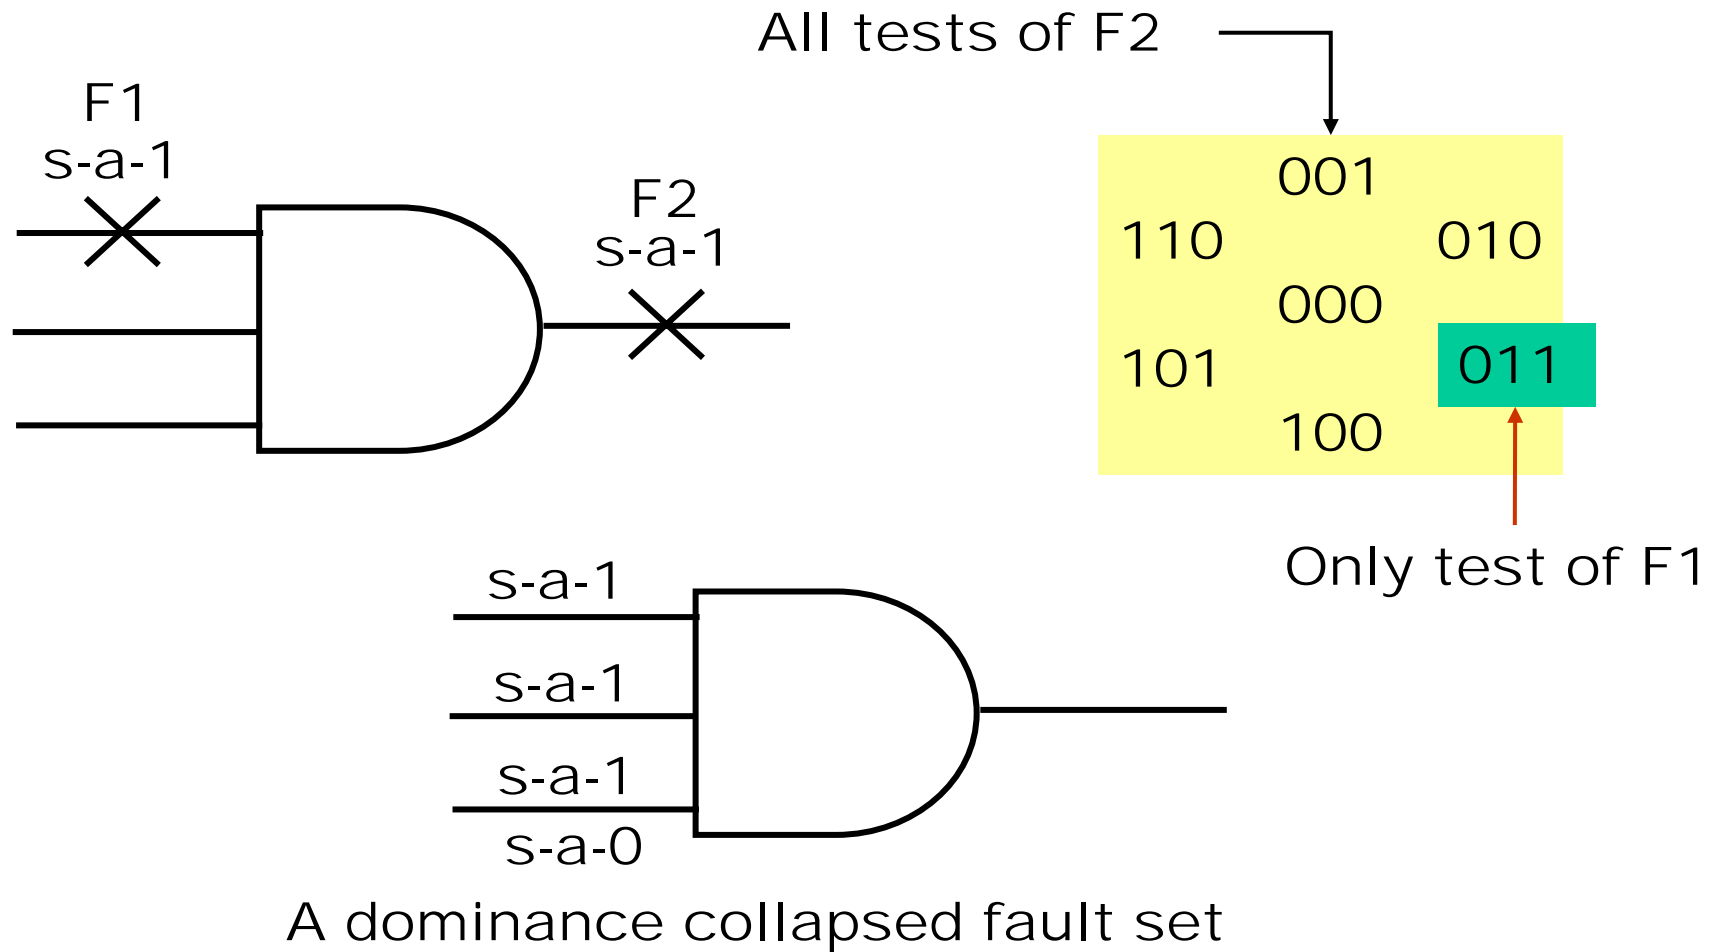 All tests of F2
F1
s-a-1
F2
s-a-1
001
110 010
000
101 011
100
Only test of F1
s-a-1
s-a-1
s-a-1
s-a-0
A dominance collapsed fault set